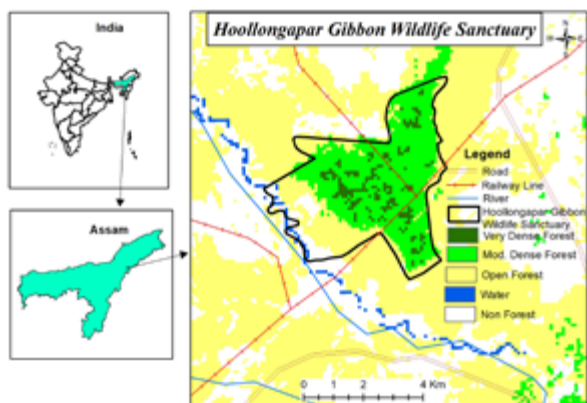 India
Assam
Hoollongapar Gibbon Wildlife Sanctuary
N
W E
S
Legend
Road
Railway Line
River
Hoollongapar Gibbon
Wildlife Sanctuary
Very Dense Forest
Mod. Dense Forest
Open Forest
Water
Non Forest
0 1 2 4 Km